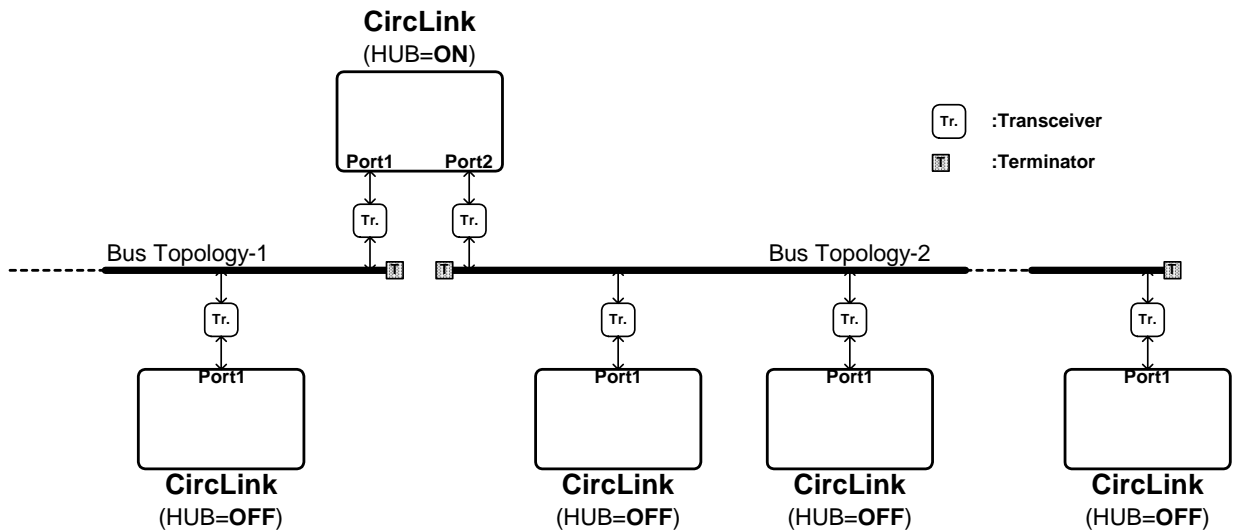 CircLink
(HUB=ON)
Port1 Port2
Tr. :Transceiver
T :Terminator
Tr. Tr.
Bus Topology-1 Bus Topology-2
T T T
Tr. Tr. Tr. Tr.
Port1 Port1 Port1 Port1
CircLink CircLink CircLink CircLink
(HUB=OFF) (HUB=OFF) (HUB=OFF) (HUB=OFF)